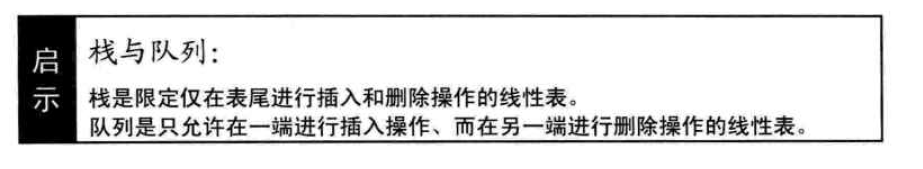 启示
栈与队列：
栈是限定仅在表尾进行插入和删除操作的线性表。
队列是只允许在一端进行插入操作、而在另一端进行删除操作的线性表。